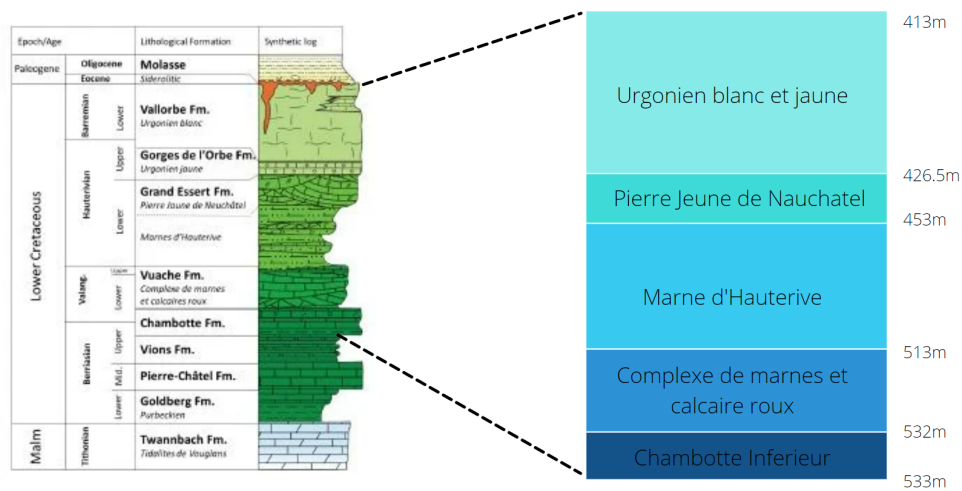 Epoch/Age Lithological Formation Synthetic log
Paleogene
Oligocene
Molasse
Eocene
Siderolitic
Lower Cretaceous
Barremian
Lower
Vallorbe Fm.
Urgonien blanc
Hauterivian
Upper
Gorges de l'Orbe Fm.
Urgonien jaune
Lower
Grand Essert Fm.
Pierre Jaune de Neuchâtel
Marnes d'Hauterive
Valang.
Upper
Lower
Vuache Fm.
Complexe de marnes
et calcaires roux
Berriasian
Upper
Chambotte Fm.
Vions Fm.
Mid.
Pierre-Châtel Fm.
Lower
Goldberg Fm.
Purbeckien
Malm
Tithonian
Twannbach Fm.
Tidalites de Vouglans
413m
Urgonien blanc et jaune
426.5m
Pierre Jeune de Nauchatel
453m
Marne d'Hauterive
513m
Complexe de marnes et
calcaire roux
532m
Chambotte Inferieur
533m